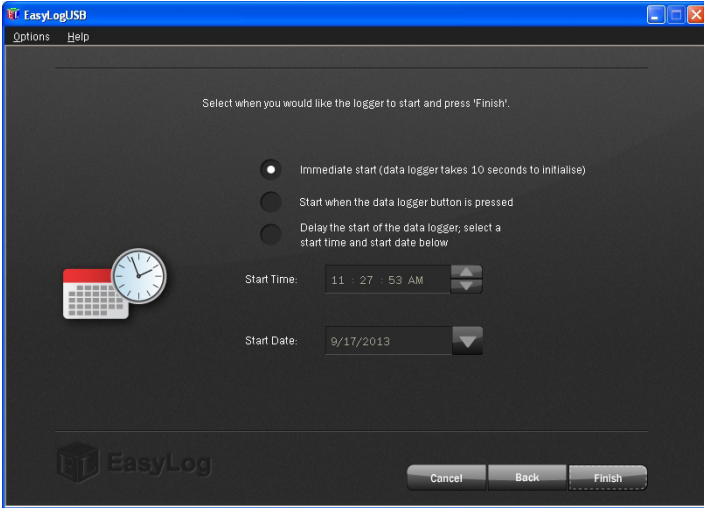 EasyLogUSB
Options Help
Select when you would like the logger to start and press 'Finish'.
Immediate start (data logger takes 10 seconds to initialise)
Start when the data logger button is pressed
Delay the start of the data logger; select a
start time and start date below
Start Time: 11 : 27 : 53 AM
Start Date: 9/17/2013
EL EasyLog
Cancel Back Finish